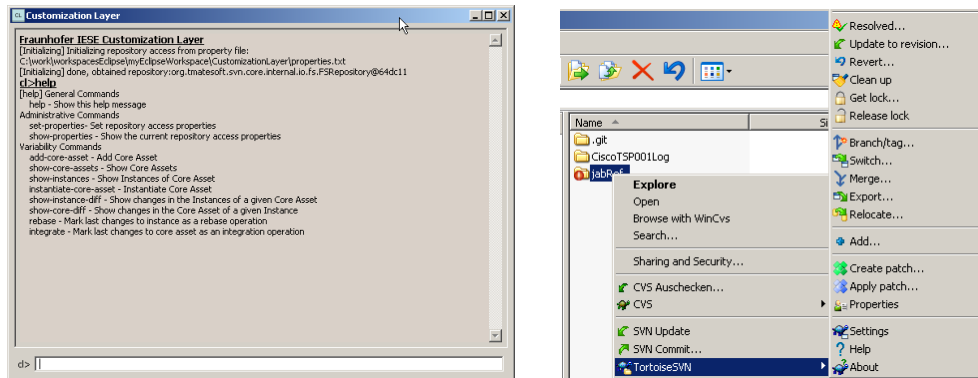 CL Customization Layer
Fraunhofer IESE Customization Layer
[Initializing] Initializing repository access from property file:
C:\work\workspacesEclipse\myEclipseWorkspace\CustomizationLayer\properties.txt
[Initializing] done, obtained repository:org.tmatesoft.svn.core.internal.io.fs.FSRepository@64dc11
cl>help
[help] General Commands
help - Show this help message
Administrative Commands
set-properties- Set repository access properties
show-properties - Show the current repository access properties
Variability Commands
add-core-asset - Add Core Asset
show-core-assets - Show Core Assets
show-instances - Show Instances of Core Asset
instantiate-core-asset - Instantiate Core Asset
show-instance-diff - Show changes in the Instances of a given Core Asset
show-core-diff - Show changes in the Core Asset of a given Instance
rebase - Mark last changes to instance as a rebase operation
integrate - Mark last changes to core asset as an integration operation
cl>
Name
Si
.git
CiscoTSP001Log
jabRef
Explore
Open
Browse with WinCvs
Search...
Sharing and Security...
CVS Auschecken...
CVS
SVN Update
SVN Commit...
TortoiseSVN
Resolved...
Update to revision...
Revert...
Clean up
Get lock...
Release lock
Branch/tag...
Switch...
Merge...
Export...
Relocate...
Add...
Create patch...
Apply patch...
Properties
Settings
Help
About